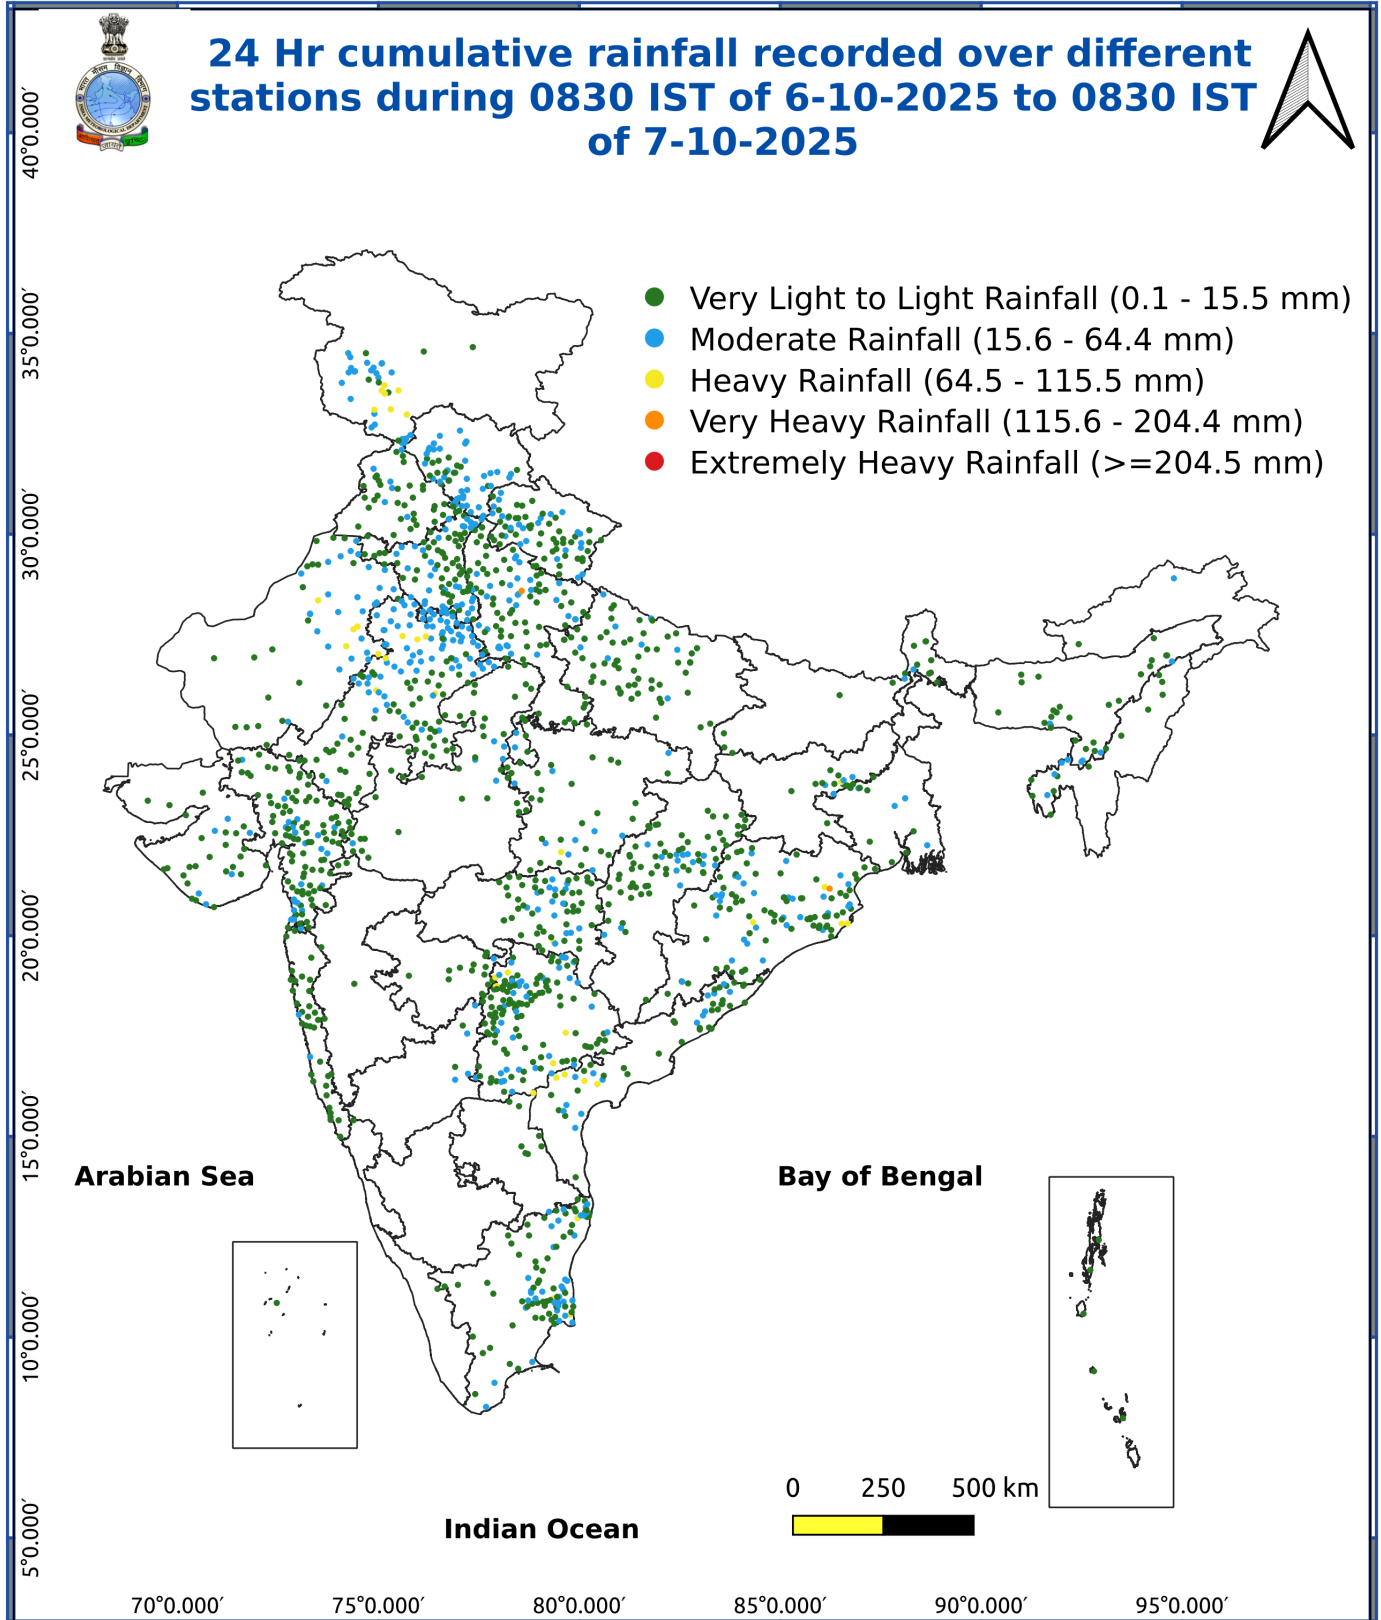 24 Hr cumulative rainfall recorded over different
stations during 0830 IST of 6-10-2025 to 0830 IST
of 7-10-2025
Very Light to Light Rainfall (0.1 - 15.5 mm)
Moderate Rainfall (15.6 - 64.4 mm)
Heavy Rainfall (64.5 - 115.5 mm)
Very Heavy Rainfall (115.6 - 204.4 mm)
Extremely Heavy Rainfall (>=204.5 mm)
40°0.000′
35°0.000′
30°0.000′
25°0.000′
20°0.000′
15°0.000′
10°0.000′
5°0.000′
Arabian Sea
Bay of Bengal
Indian Ocean
0 250 500 km
70°0.000′ 75°0.000′ 80°0.000′ 85°0.000′ 90°0.000′ 95°0.000′